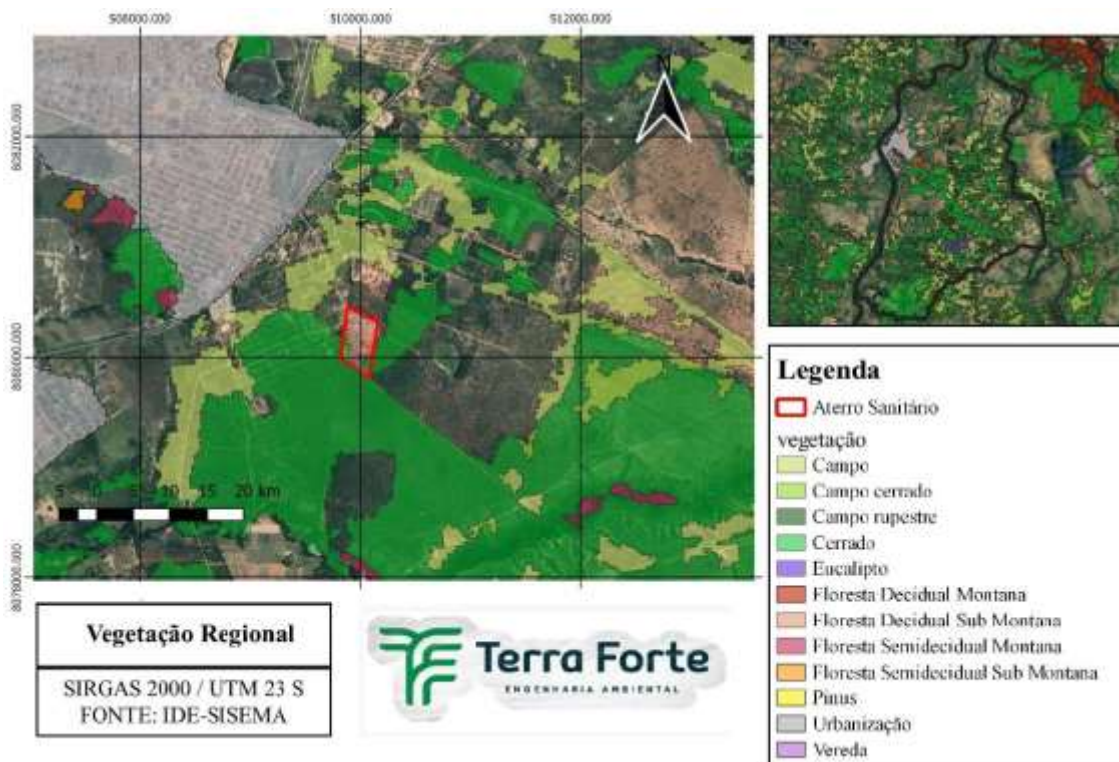 508000.000
510000.000
512000.000
8082000.000
8080000.000
8078000.000
N
5 0 5 10 15 20 km
Vegetação Regional
SIRGAS 2000 / UTM 23 S
FONTE: IDE-SISEMA
Terra Forte
ENGENHARIA AMBIENTAL
Legenda
Aterro Sanitário
vegetação
Campo
Campo cerrado
Campo rupestre
Cerrado
Eucalipto
Floresta Decidual Montana
Floresta Decidual Sub Montana
Floresta Semidecidual Montana
Floresta Semidecidual Sub Montana
Pinus
Urbanização
Vereda